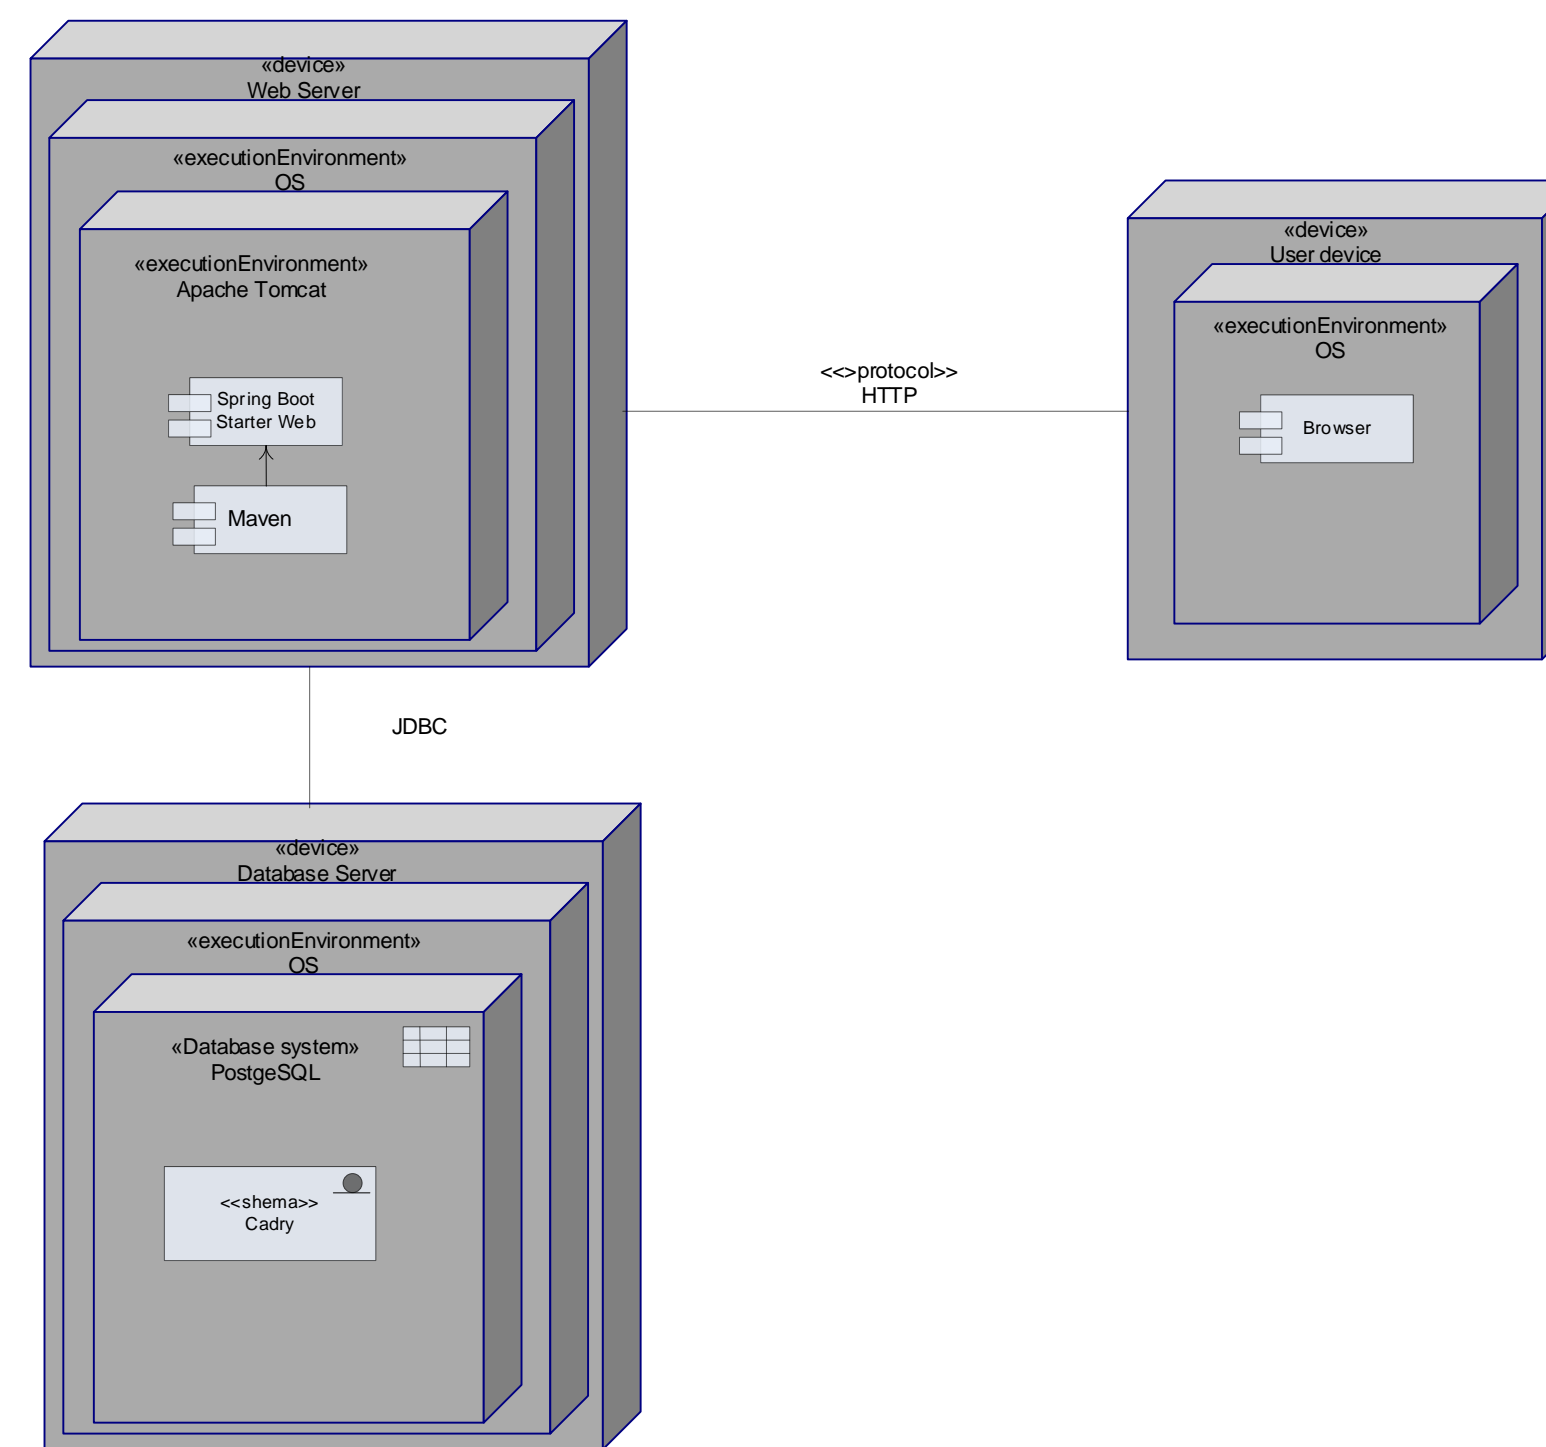 «device»
Web Server
«executionEnvironment»
OS
«executionEnvironment»
Apache Tomcat
Spring Boot
Starter Web
Maven
<<>protocol>>
HTTP
«device»
User device
«executionEnvironment»
OS
Browser
JDBC
«device»
Database Server
«executionEnvironment»
OS
«Database system»
PostgeSQL
<<shema>>
Cadry